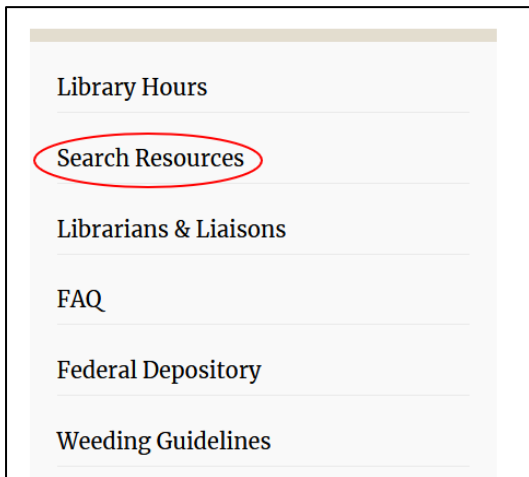 Library Hours
Search Resources
Librarians & Liaisons
FAQ
Federal Depository
Weeding Guidelines